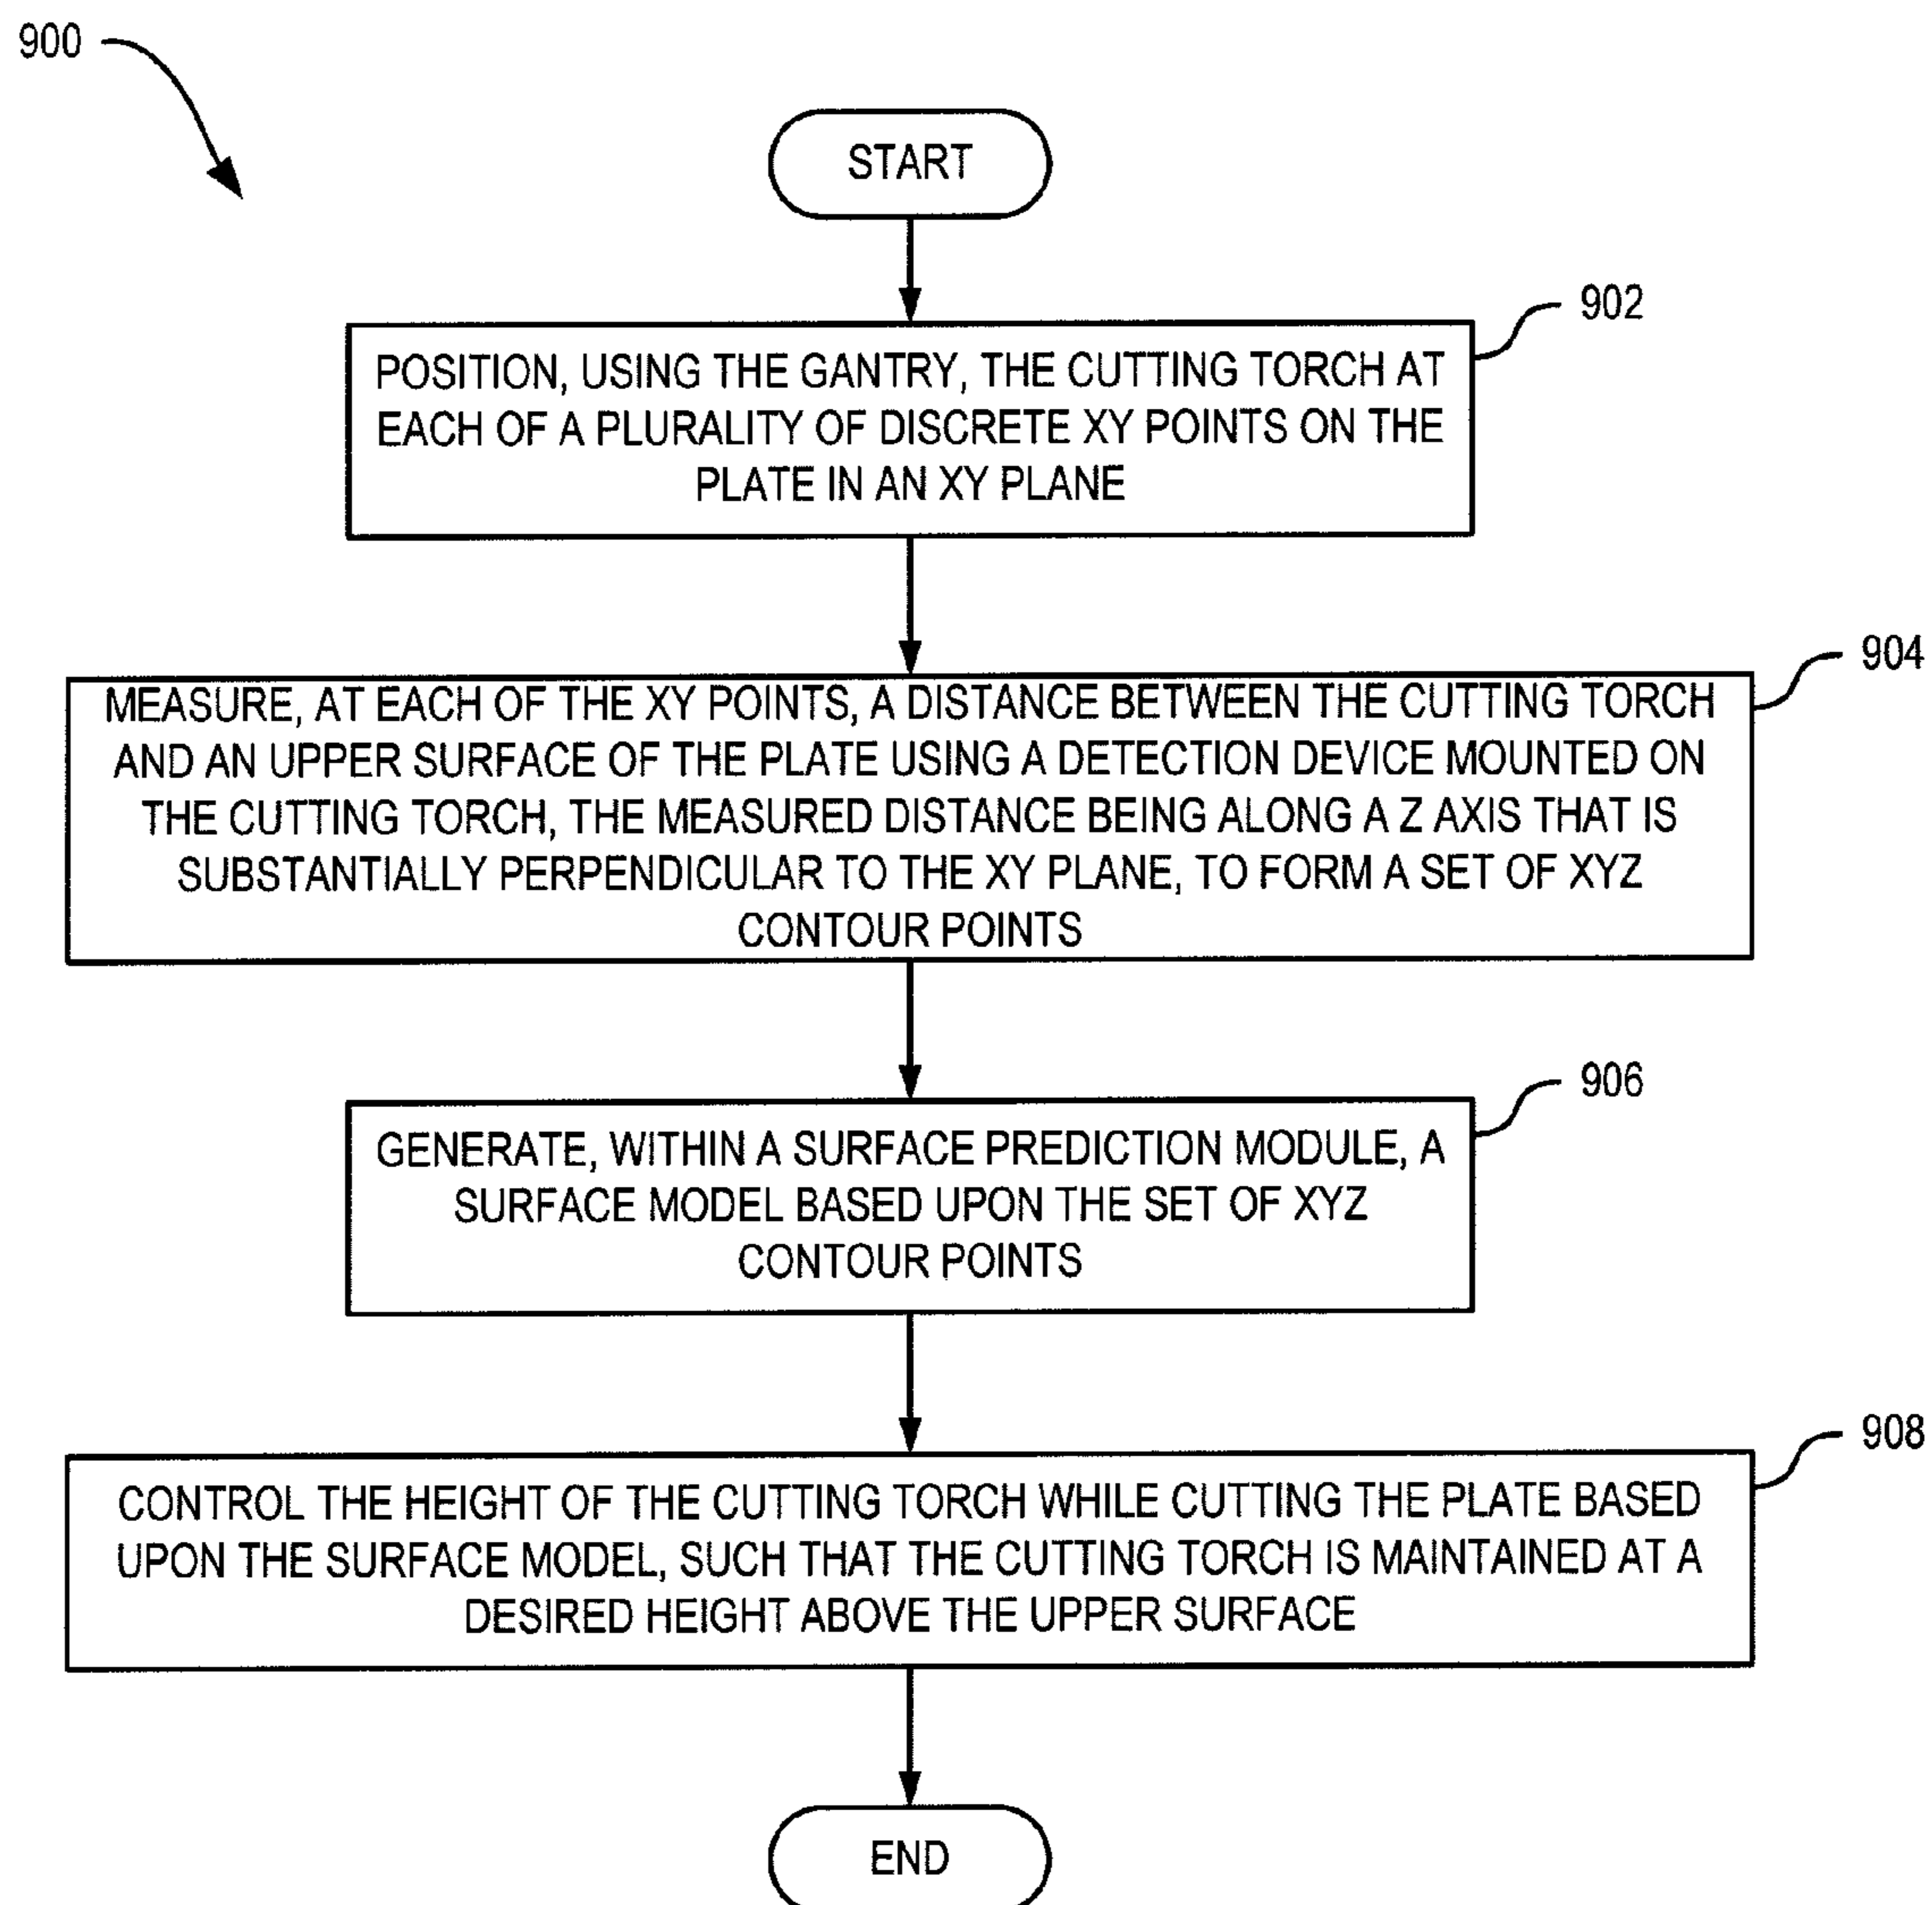 900
START
902
POSITION, USING THE GANTRY, THE CUTTING TORCH AT
EACH OF A PLURALITY OF DISCRETE XY POINTS ON THE
PLATE IN AN XY PLANE
904
MEASURE, AT EACH OF THE XY POINTS, A DISTANCE BETWEEN THE CUTTING TORCH
AND AN UPPER SURFACE OF THE PLATE USING A DETECTION DEVICE MOUNTED ON
THE CUTTING TORCH, THE MEASURED DISTANCE BEING ALONG A Z AXIS THAT IS
SUBSTANTIALLY PERPENDICULAR TO THE XY PLANE, TO FORM A SET OF XYZ
CONTOUR POINTS
906
GENERATE, WITHIN A SURFACE PREDICTION MODULE, A
SURFACE MODEL BASED UPON THE SET OF XYZ
CONTOUR POINTS
908
CONTROL THE HEIGHT OF THE CUTTING TORCH WHILE CUTTING THE PLATE BASED
UPON THE SURFACE MODEL, SUCH THAT THE CUTTING TORCH IS MAINTAINED AT A
DESIRED HEIGHT ABOVE THE UPPER SURFACE
END